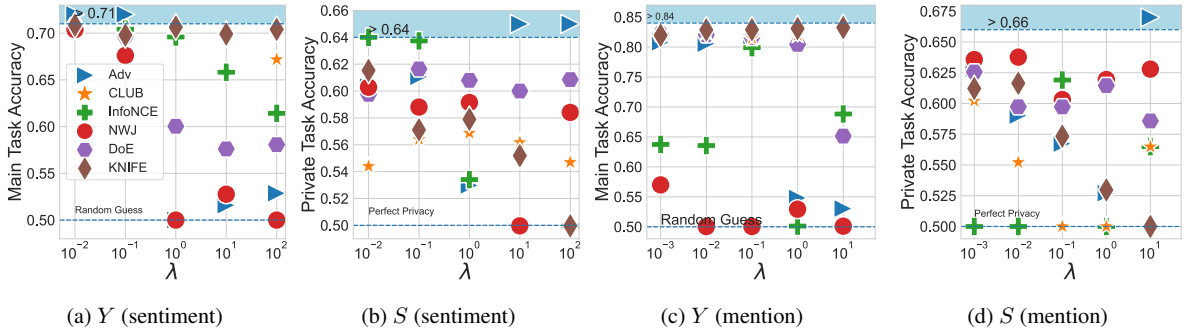 > 0.71
Main Task Accuracy
0.70
0.65
0.60
0.55
0.50
Adv
CLUB
InfoNCE
NWJ
DoE
KNIFE
Random Guess
10⁻² 10⁻¹ 10⁰ 10¹ 10²
λ
(a) Y (sentiment)
> 0.64
Private Task Accuracy
0.66
0.64
0.62
0.60
0.58
0.56
0.54
0.52
0.50
Perfect Privacy
10⁻² 10⁻¹ 10⁰ 10¹ 10²
λ
(b) S (sentiment)
> 0.84
Main Task Accuracy
0.85
0.80
0.75
0.70
0.65
0.60
0.55
0.50
Random Guess
10⁻³ 10⁻² 10⁻¹ 10⁰ 10¹
λ
(c) Y (mention)
> 0.66
Private Task Accuracy
0.675
0.650
0.625
0.600
0.575
0.550
0.525
0.500
Perfect Privacy
10⁻³ 10⁻² 10⁻¹ 10⁰ 10¹
λ
(d) S (mention)